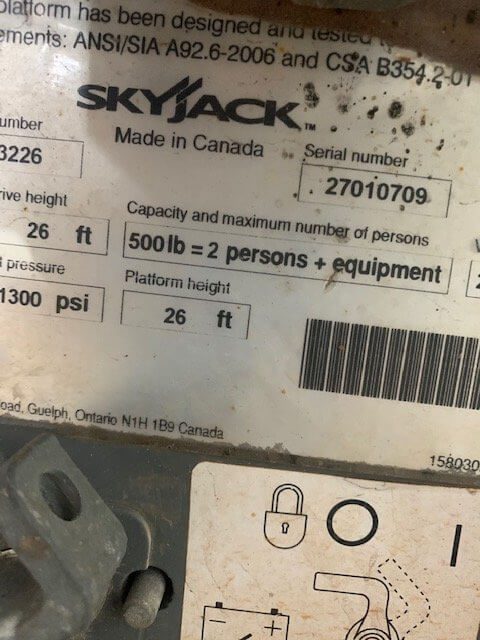 platform has been designed and tested
ements: ANSI/SIA A92.6-2006 and CSA B354.2-01
SKYJACK™
Made in Canada
umber
3226
Serial number
27010709
rive height
26 ft
Capacity and maximum number of persons
500 lb = 2 persons + equipment
pressure
1300 psi
Platform height
26 ft
oad, Guelph, Ontario N1H 1B9 Canada
158030